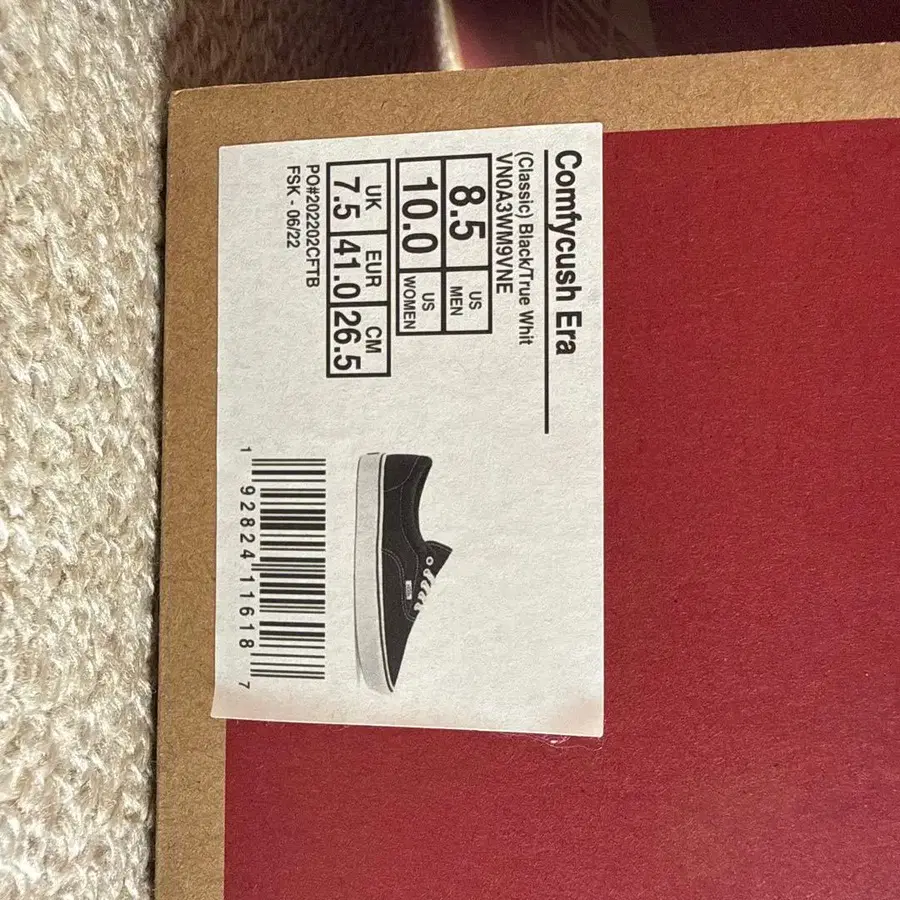 Comfycush Era
(Classic) Black/True Whit
VN0A3WM9VNE
8.5 US MEN
10.0 US WOMEN
UK EUR CM
7.5 41.0 26.5
PO#202202CFTB
FSK - 06/22
1 92824 11618 7